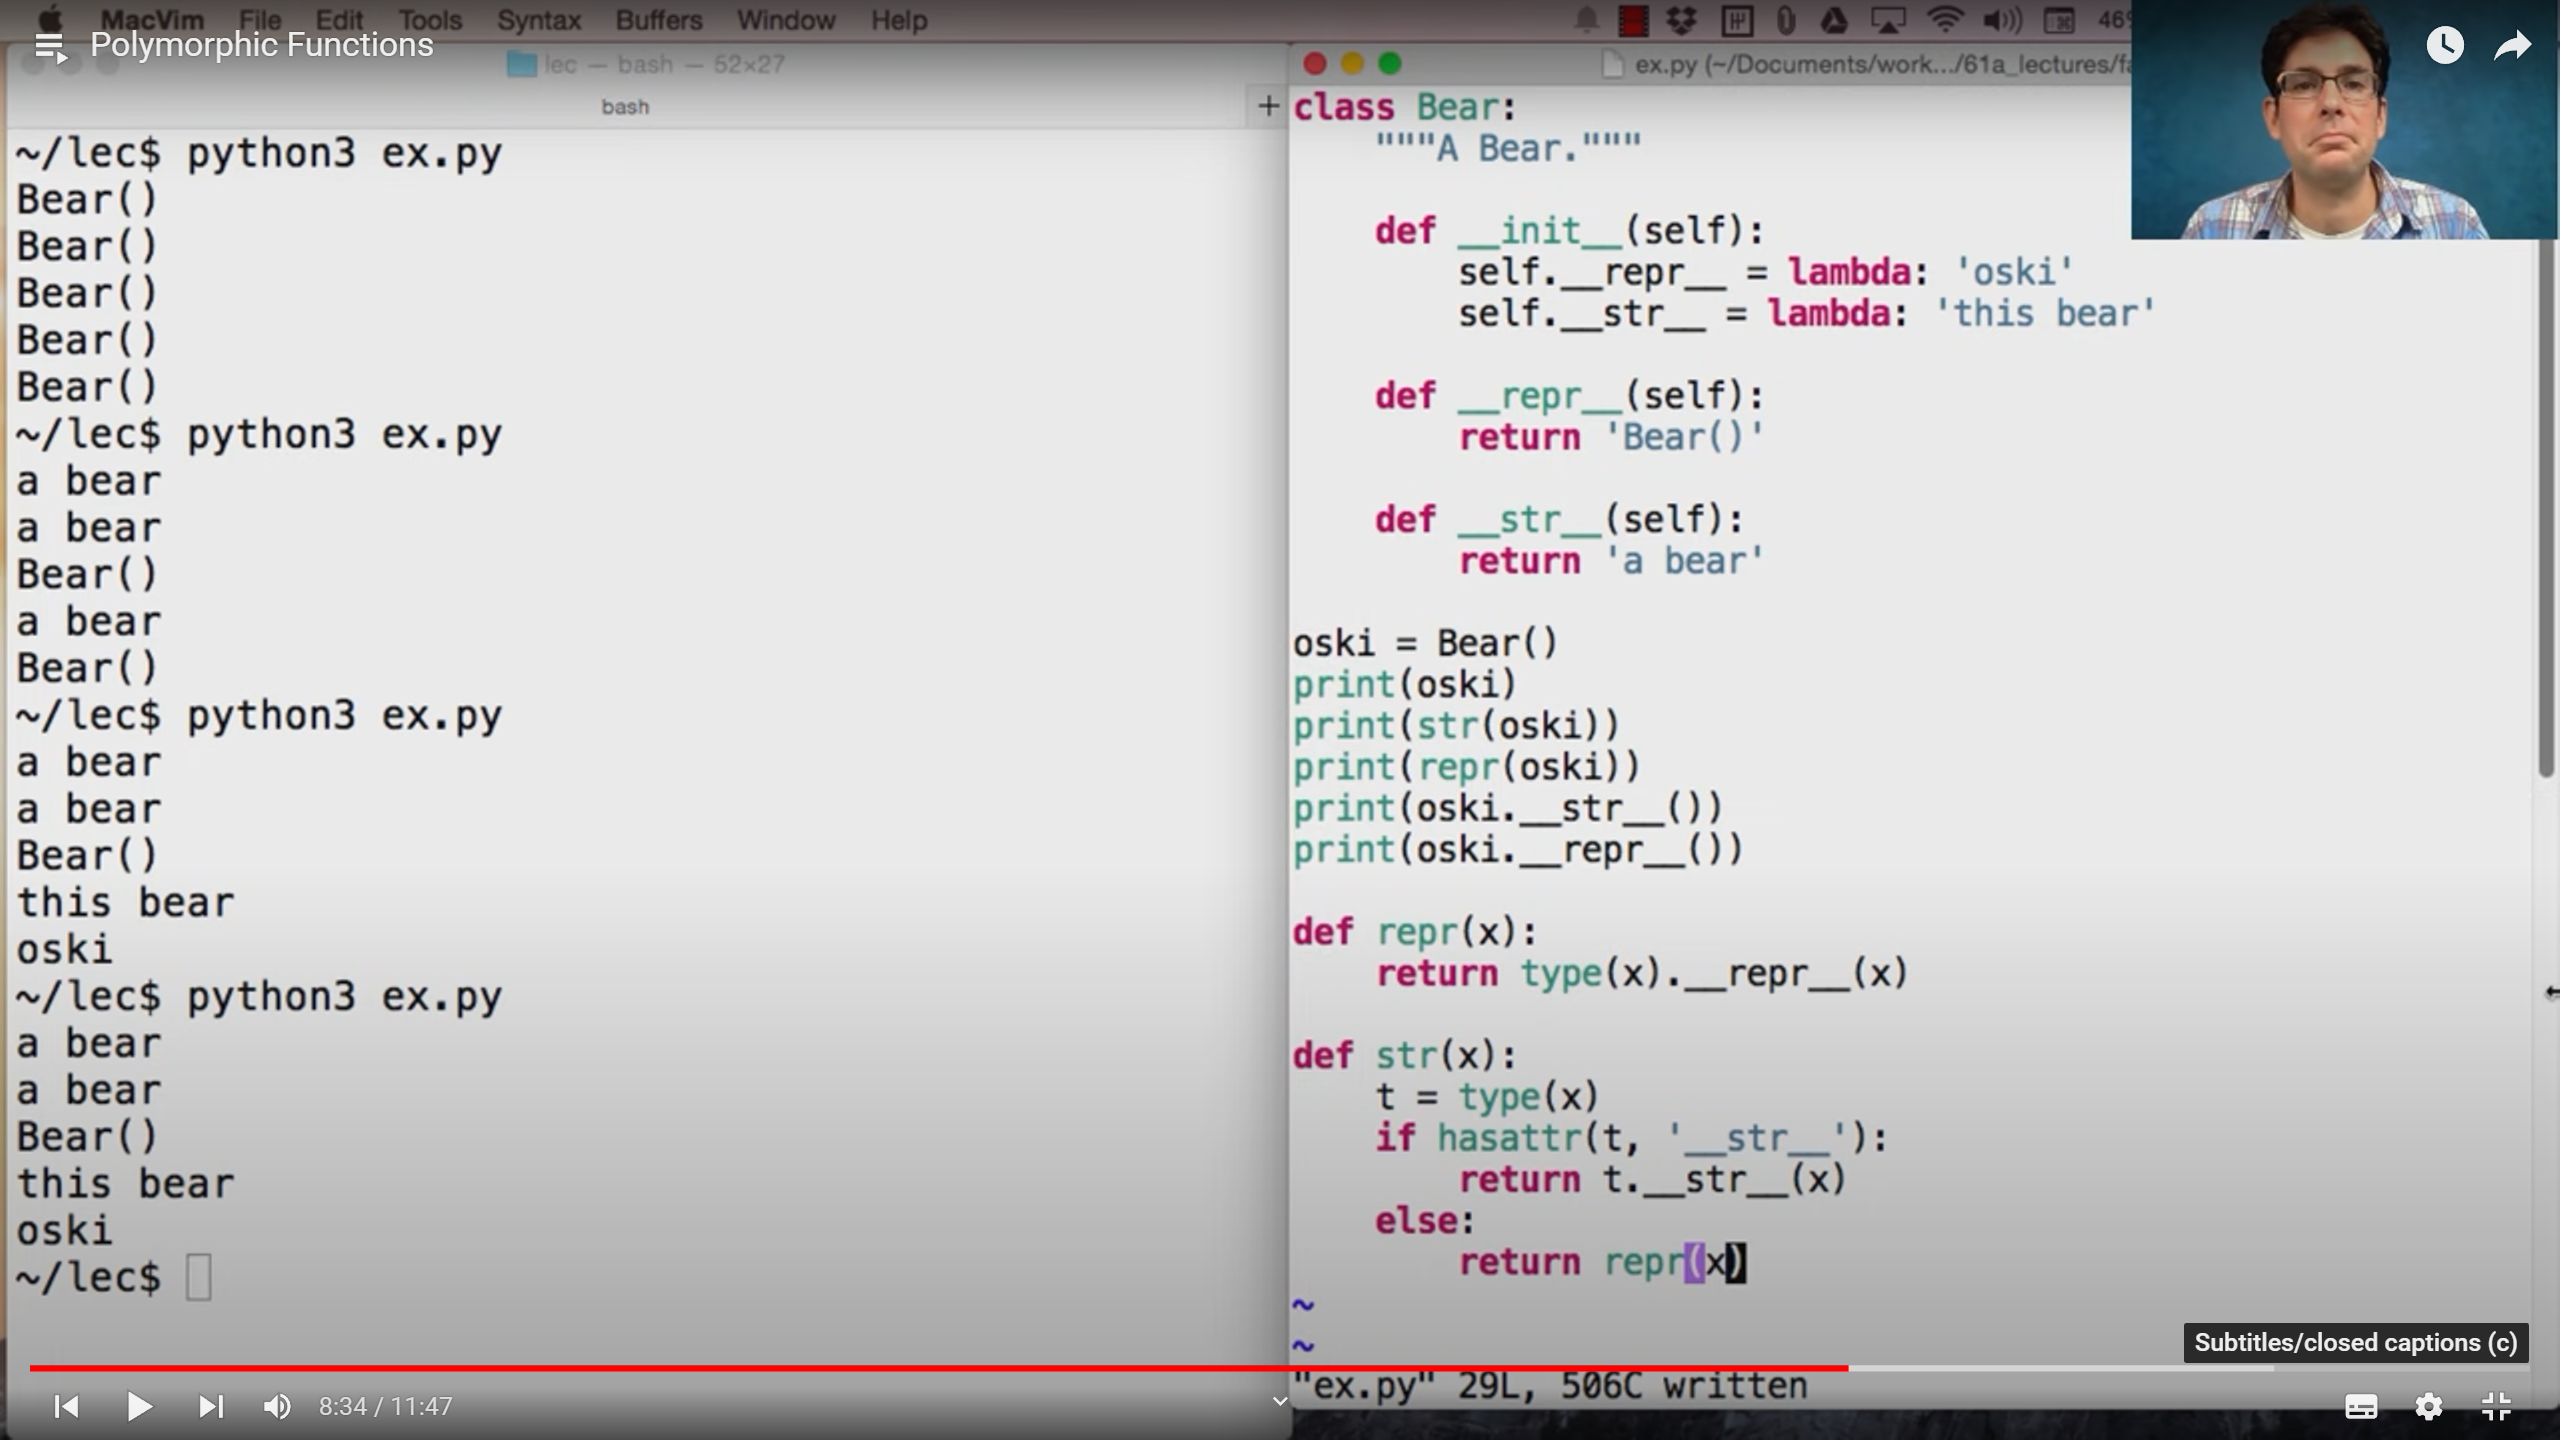 MacVim File Edit Tools Syntax Buffers Window Help
Polymorphic Functions
lec — bash — 52×27
bash
+
~/lec$ python3 ex.py
Bear()
Bear()
Bear()
Bear()
Bear()
~/lec$ python3 ex.py
a bear
a bear
Bear()
a bear
Bear()
~/lec$ python3 ex.py
a bear
a bear
Bear()
this bear
oski
~/lec$ python3 ex.py
a bear
a bear
Bear()
this bear
oski
~/lec$
ex.py (~/Documents/work.../61a_lectures/
class Bear:
    """A Bear."""
    def __init__(self):
        self.__repr__ = lambda: 'oski'
        self.__str__ = lambda: 'this bear'
    def __repr__(self):
        return 'Bear()'
    def __str__(self):
        return 'a bear'
oski = Bear()
print(oski)
print(str(oski))
print(repr(oski))
print(oski.__str__())
print(oski.__repr__())
def repr(x):
    return type(x).__repr__(x)
def str(x):
    t = type(x)
    if hasattr(t, '__str__'):
        return t.__str__(x)
    else:
        return repr(x)
~
~
"ex.py" 29L, 506C written
Subtitles/closed captions (c)
8:34 / 11:47